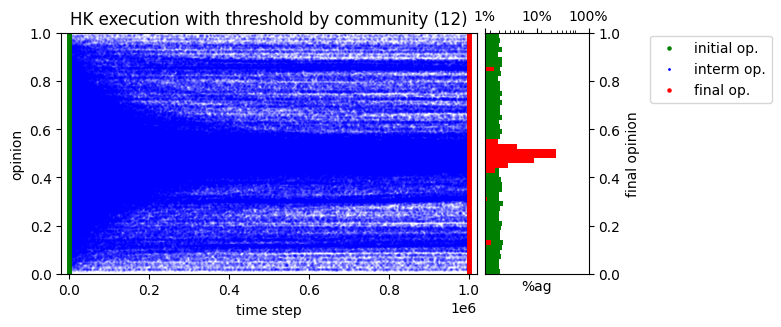 HK execution with threshold by community (12)
1% 10% 100%
1.0 1.0
0.8 0.8
0.6 0.6
0.4 0.4
0.2 0.2
0.0 0.0
opinion
final opinion
0.0 0.2 0.4 0.6 0.8 1.0
1e6
time step
%ag
initial op.
interm op.
final op.